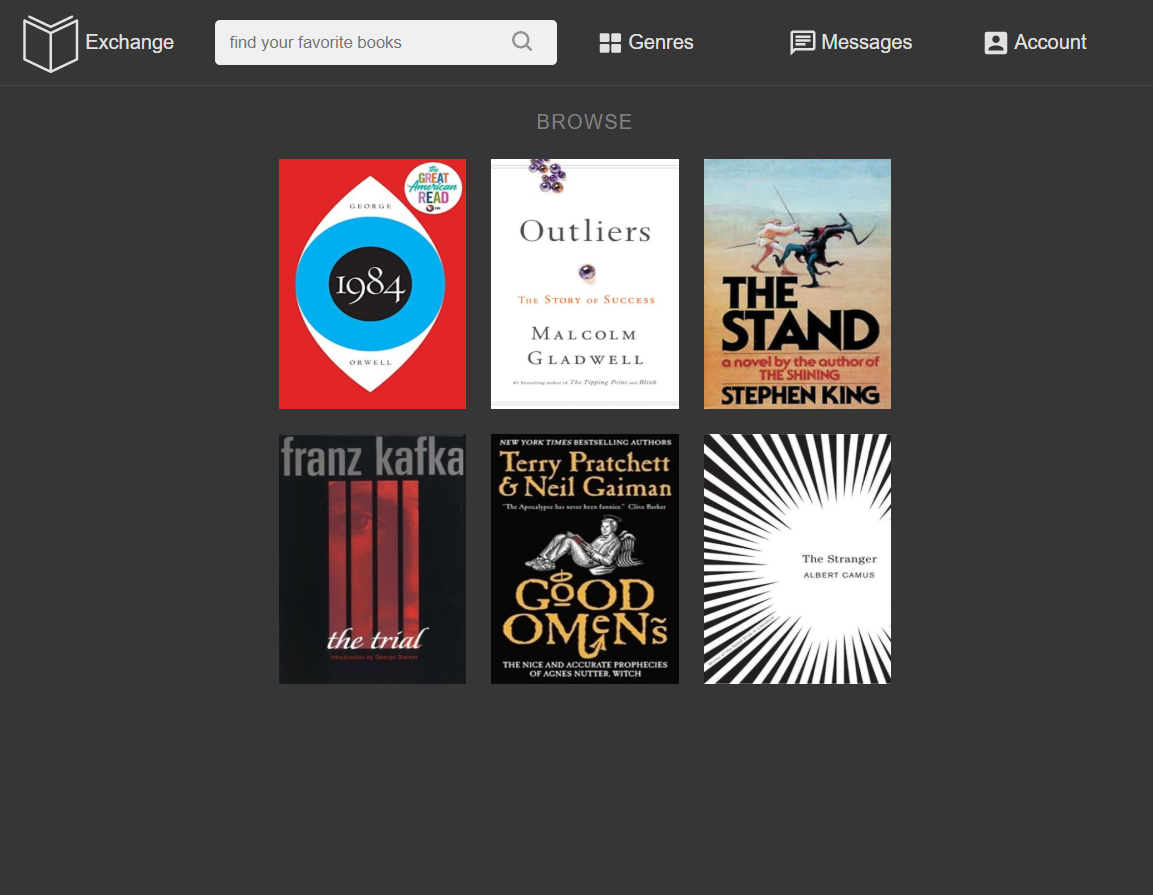 Exchange
find your favorite books
Genres
Messages
Account
BROWSE
the
GREAT
American
READ
GEORGE
1984
ORWELL
Outliers
THE STORY OF SUCCESS
MALCOLM
GLADWELL
#1 bestselling author of The Tipping Point and Blink
THE
STAND
a novel by the author of
THE SHINING
STEPHEN KING
franz kafka
the trial
Introduction by George Steiner
NEW YORK TIMES BESTSELLING AUTHORS
Terry Pratchett
& Neil Gaiman
"The Apocalypse has never been funnier." Clive Barker
GOOD
OMENS
THE NICE AND ACCURATE PROPHECIES
OF AGNES NUTTER, WITCH
The Stranger
ALBERT CAMUS